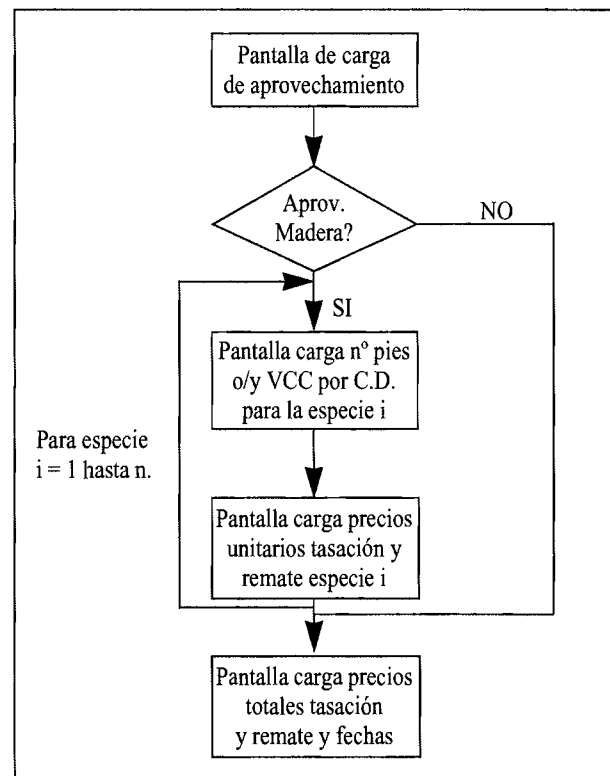 Pantalla de carga
de aprovechamiento
Aprov.
Madera?
NO
SI
Pantalla carga nº pies
o/y VCC por C.D.
para la especie i
Para especie
i = 1 hasta n.
Pantalla carga precios
unitarios tasación y
remate especie i
Pantalla carga precios
totales tasación
y remate y fechas